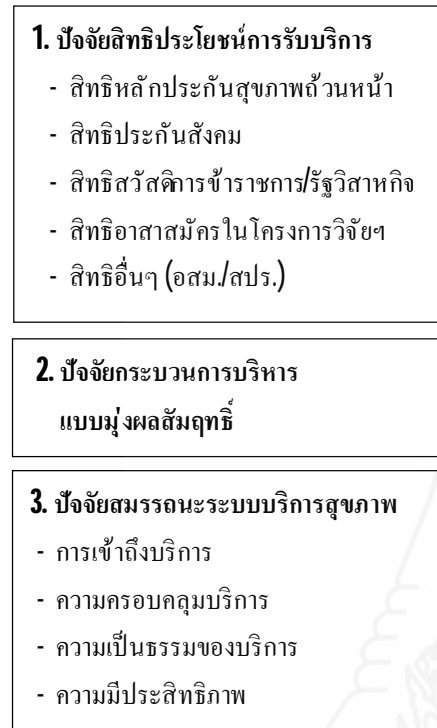 1. ปัจจัยสิทธิประโยชน์การรับบริการ
- สิทธิหลักประกันสุขภาพถ้วนหน้า
- สิทธิประกันสังคม
- สิทธิสวัสดิการข้าราชการ/รัฐวิสาหกิจ
- สิทธิอาสาสมัครในโครงการวิจัยฯ
- สิทธิอื่นๆ (อสม./สปร.)
2. ปัจจัยกระบวนการบริหาร
แบบมุ่งผลสัมฤทธิ์
3. ปัจจัยสมรรถนะระบบบริการสุขภาพ
- การเข้าถึงบริการ
- ความครอบคลุมบริการ
- ความเป็นธรรมของบริการ
- ความมีประสิทธิภาพ